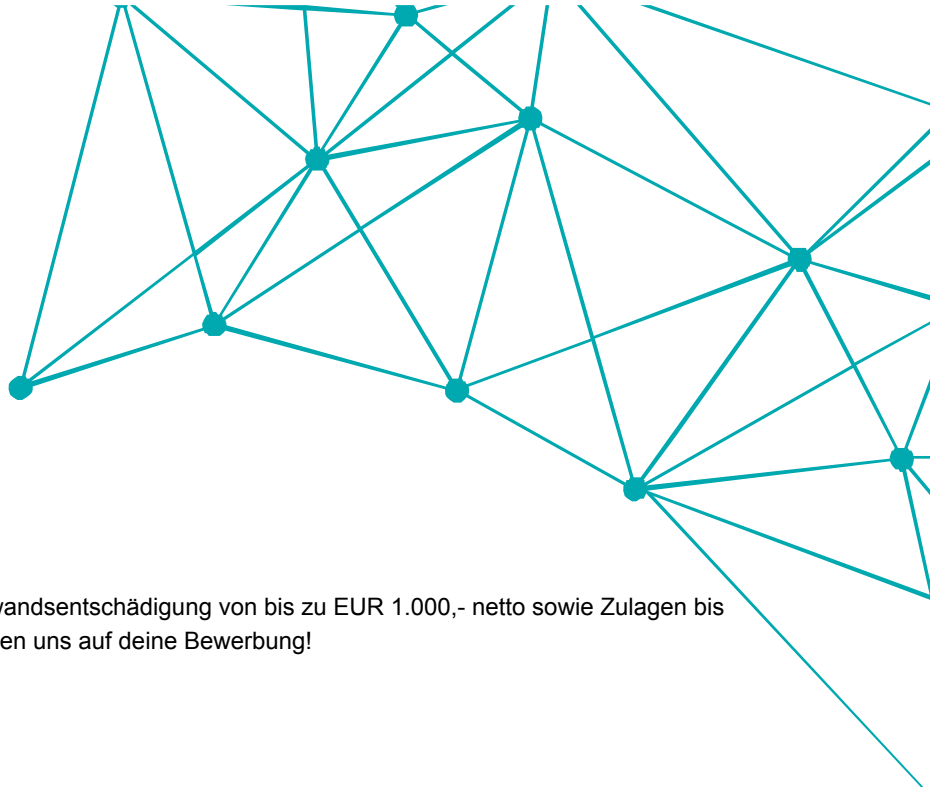 wandsentschädigung von bis zu EUR 1.000,- netto sowie Zulagen bis
en uns auf deine Bewerbung!